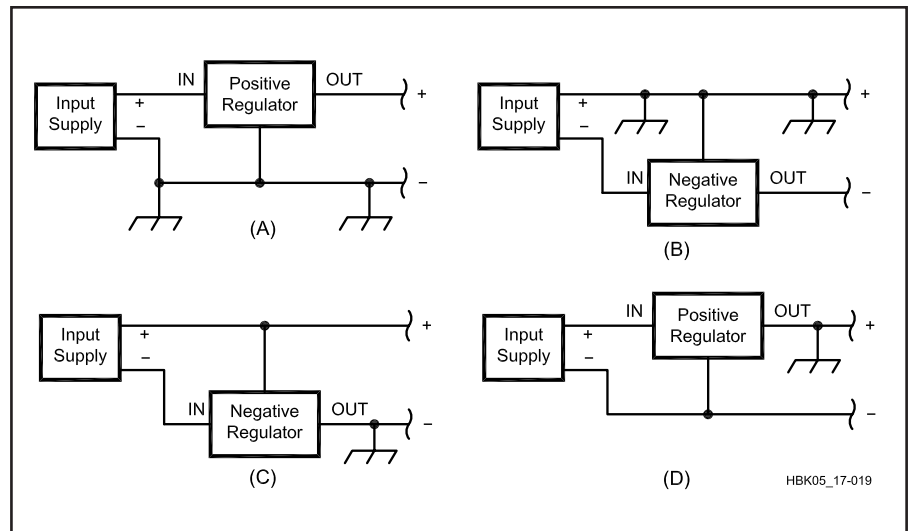 IN
Positive
Regulator
OUT
Input
Supply
+
−
+
−
(A)
Input
Supply
+
−
+
IN
Negative
Regulator
OUT
−
(B)
Input
Supply
+
−
+
IN
Negative
Regulator
OUT
−
(C)
IN
Positive
Regulator
OUT
Input
Supply
+
−
+
−
(D)
HBK05_17-019